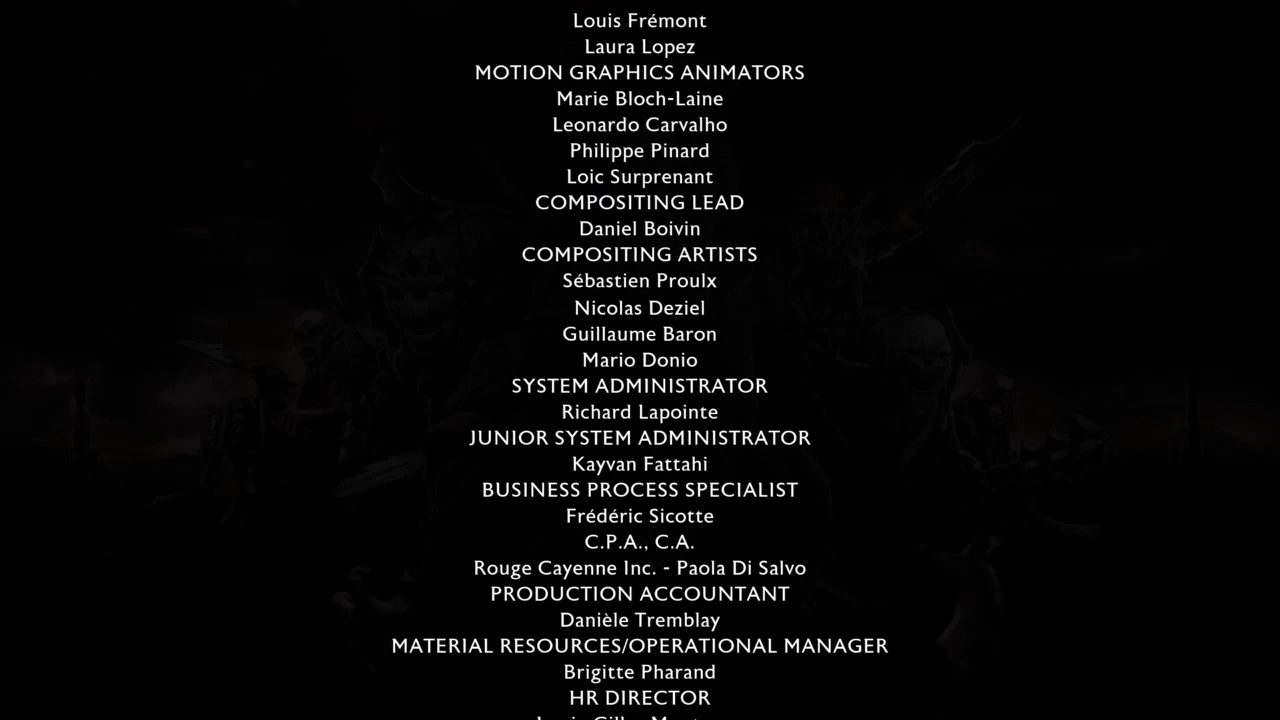 Louis Frémont
Laura Lopez
MOTION GRAPHICS ANIMATORS
Marie Bloch-Laine
Leonardo Carvalho
Philippe Pinard
Loic Surprenant
COMPOSITING LEAD
Daniel Boivin
COMPOSITING ARTISTS
Sébastien Proulx
Nicolas Deziel
Guillaume Baron
Mario Donio
SYSTEM ADMINISTRATOR
Richard Lapointe
JUNIOR SYSTEM ADMINISTRATOR
Kayvan Fattahi
BUSINESS PROCESS SPECIALIST
Frédéric Sicotte
C.P.A., C.A.
Rouge Cayenne Inc. - Paola Di Salvo
PRODUCTION ACCOUNTANT
Danièle Tremblay
MATERIAL RESOURCES/OPERATIONAL MANAGER
Brigitte Pharand
HR DIRECTOR